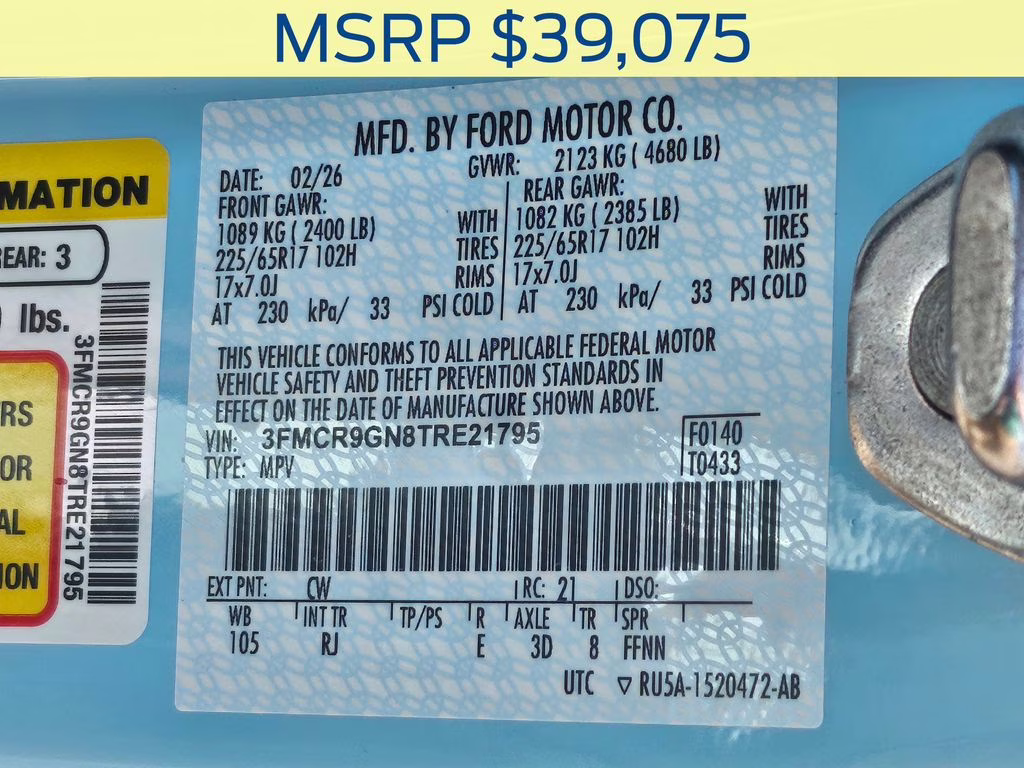 MSRP $39,075
MATION
REAR: 3
lbs.
3FMCR9GN8TRE21795
RS
OR
AL
ION
MFD. BY FORD MOTOR CO.
DATE: 02/26 GVWR: 2123 KG ( 4680 LB)
FRONT GAWR: REAR GAWR:
1089 KG ( 2400 LB) WITH 1082 KG ( 2385 LB) WITH
225/65R17 102H TIRES 225/65R17 102H TIRES
17x7.0J RIMS 17x7.0J RIMS
AT 230 kPa/ 33 PSI COLD AT 230 kPa/ 33 PSI COLD
THIS VEHICLE CONFORMS TO ALL APPLICABLE FEDERAL MOTOR
VEHICLE SAFETY AND THEFT PREVENTION STANDARDS IN
EFFECT ON THE DATE OF MANUFACTURE SHOWN ABOVE.
VIN: 3FMCR9GN8TRE21795 F0140
TYPE: MPV T0433
EXT PNT: CW RC: 21 DSO:
WB INT TR TP/PS R AXLE TR SPR
105 RJ E 3D 8 FFNN
UTC ▽ RU5A-1520472-AB